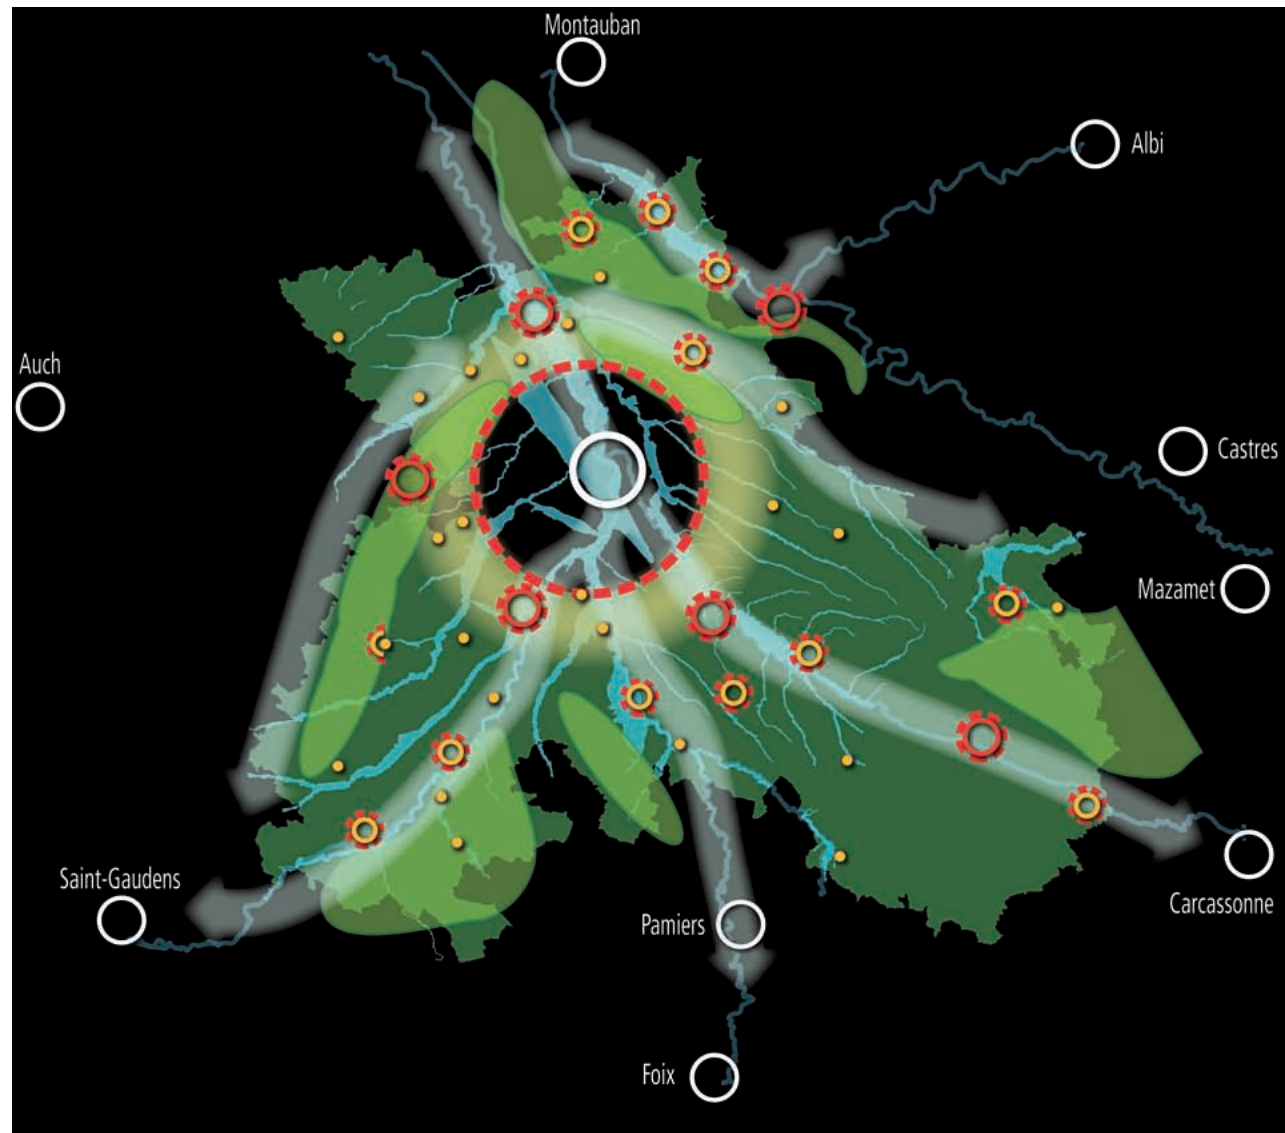 Montauban
Albi
Auch
Castres
Mazamet
Saint-Gaudens
Carcassonne
Pamiers
Foix